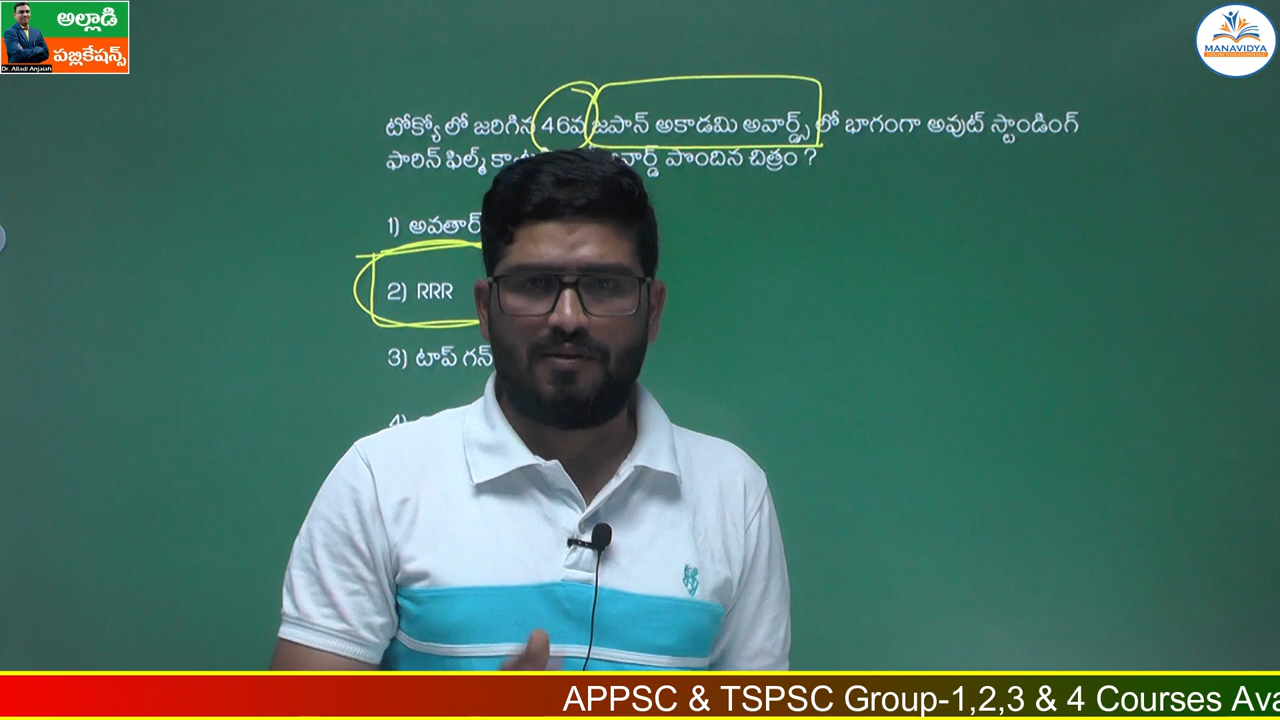 అల్లాడి
పబ్లికేషన్స్
Dr. Alladi Anjaiah
MANAVIDYA
టోక్యో లో జరిగిన 46వ జపాన్ అకాడమి అవార్డ్స్ లో భాగంగా అవుట్ స్టాండింగ్
ఫారిన్ ఫిల్మ్ పొందిన చిత్రం ?
1) అవతార్
2) RRR
3) టాప్ గన్
APPSC & TSPSC Group-1,2,3 & 4 Courses